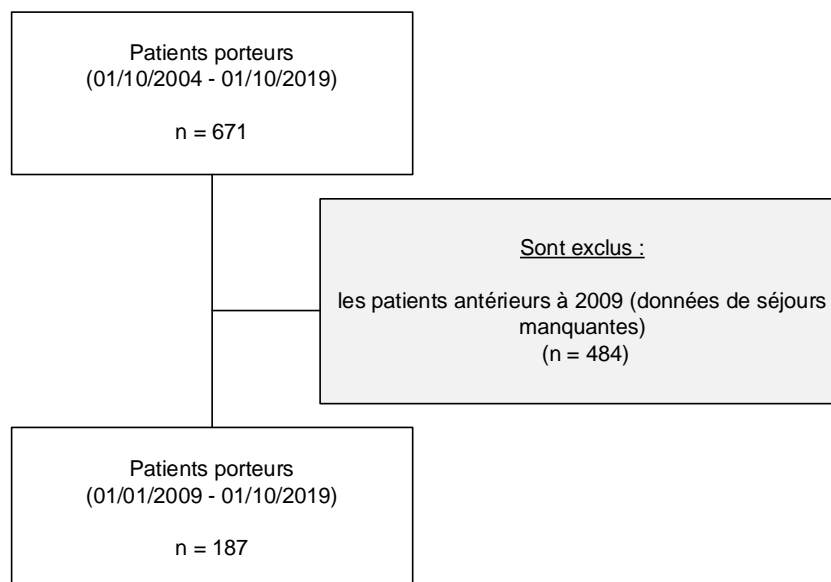 Patients porteurs
(01/10/2004 - 01/10/2019)
n = 671
Sont exclus :
les patients antérieurs à 2009 (données de séjours
manquantes)
(n = 484)
Patients porteurs
(01/01/2009 - 01/10/2019)
n = 187